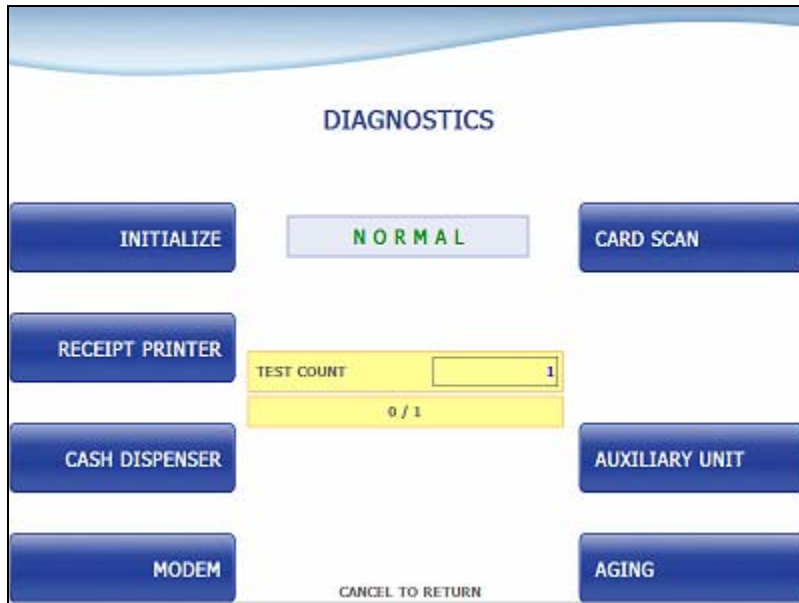 DIAGNOSTICS
INITIALIZE
NORMAL
CARD SCAN
RECEIPT PRINTER
TEST COUNT 1
0 / 1
CASH DISPENSER
AUXILIARY UNIT
MODEM
AGING
CANCEL TO RETURN